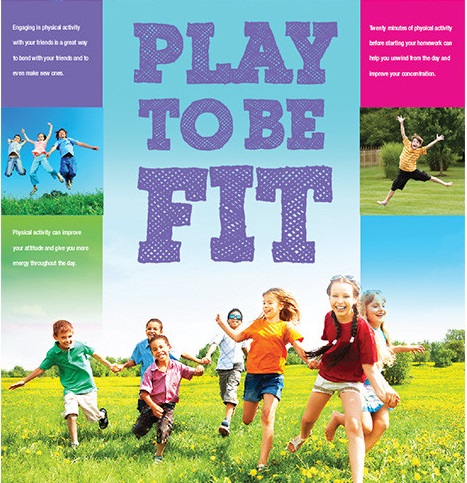 Engaging in physical activity
with your friends is a great way
to bond with your friends and to
even make new ones.
PLAY
TO BE
FIT
Twenty minutes of physical activity
before starting your homework can
help you unwind from the day and
improve your concentration.
Physical activity can improve
your attitude and give you more
energy throughout the day.